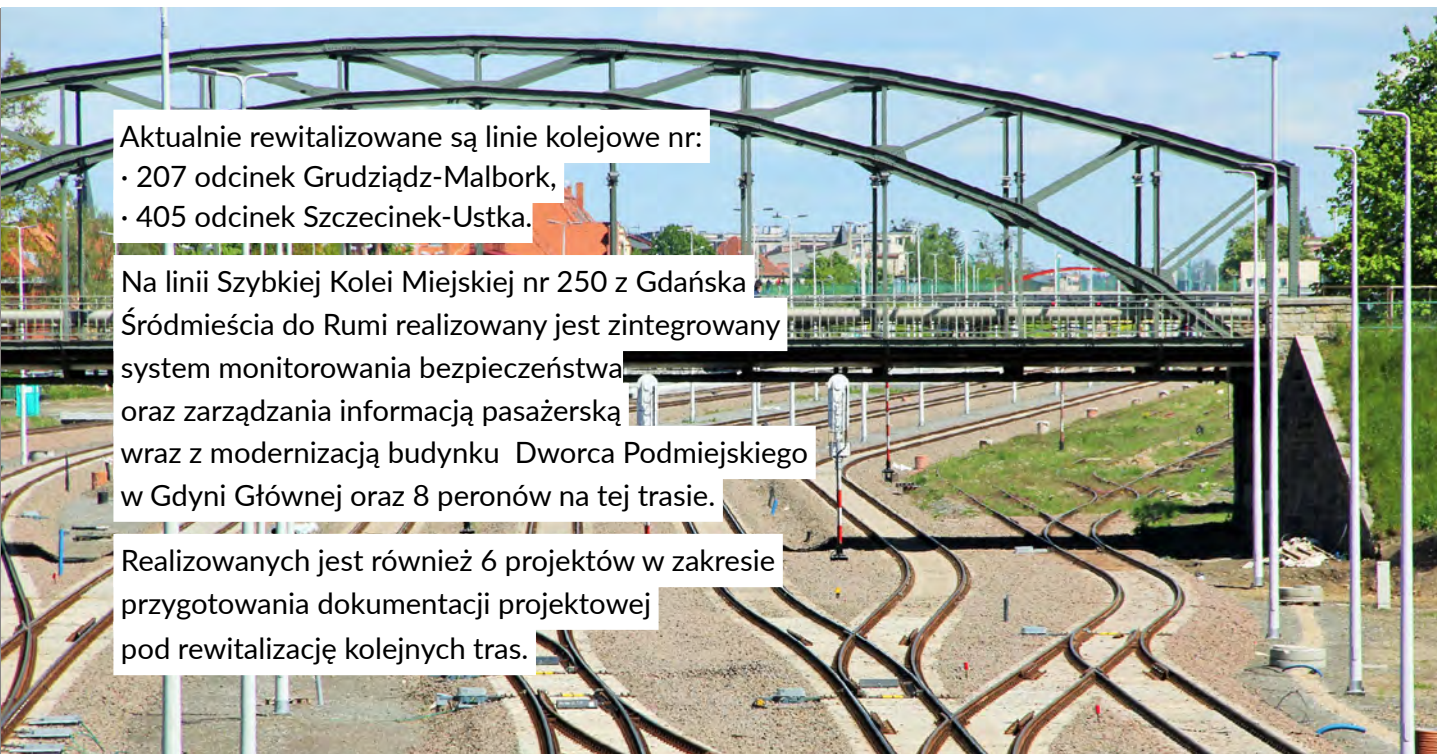 Aktualnie rewitalizowane są linie kolejowe nr:
· 207 odcinek Grudziądz-Malbork,
· 405 odcinek Szczecinek-Ustka.
Na linii Szybkiej Kolei Miejskiej nr 250 z Gdańska
Śródmieścia do Rumi realizowany jest zintegrowany
system monitorowania bezpieczeństwa
oraz zarządzania informacją pasażerską
wraz z modernizacją budynku  Dworca Podmiejskiego
w Gdyni Głównej oraz 8 peronów na tej trasie.
Realizowanych jest również 6 projektów w zakresie
przygotowania dokumentacji projektowej
pod rewitalizację kolejnych tras.